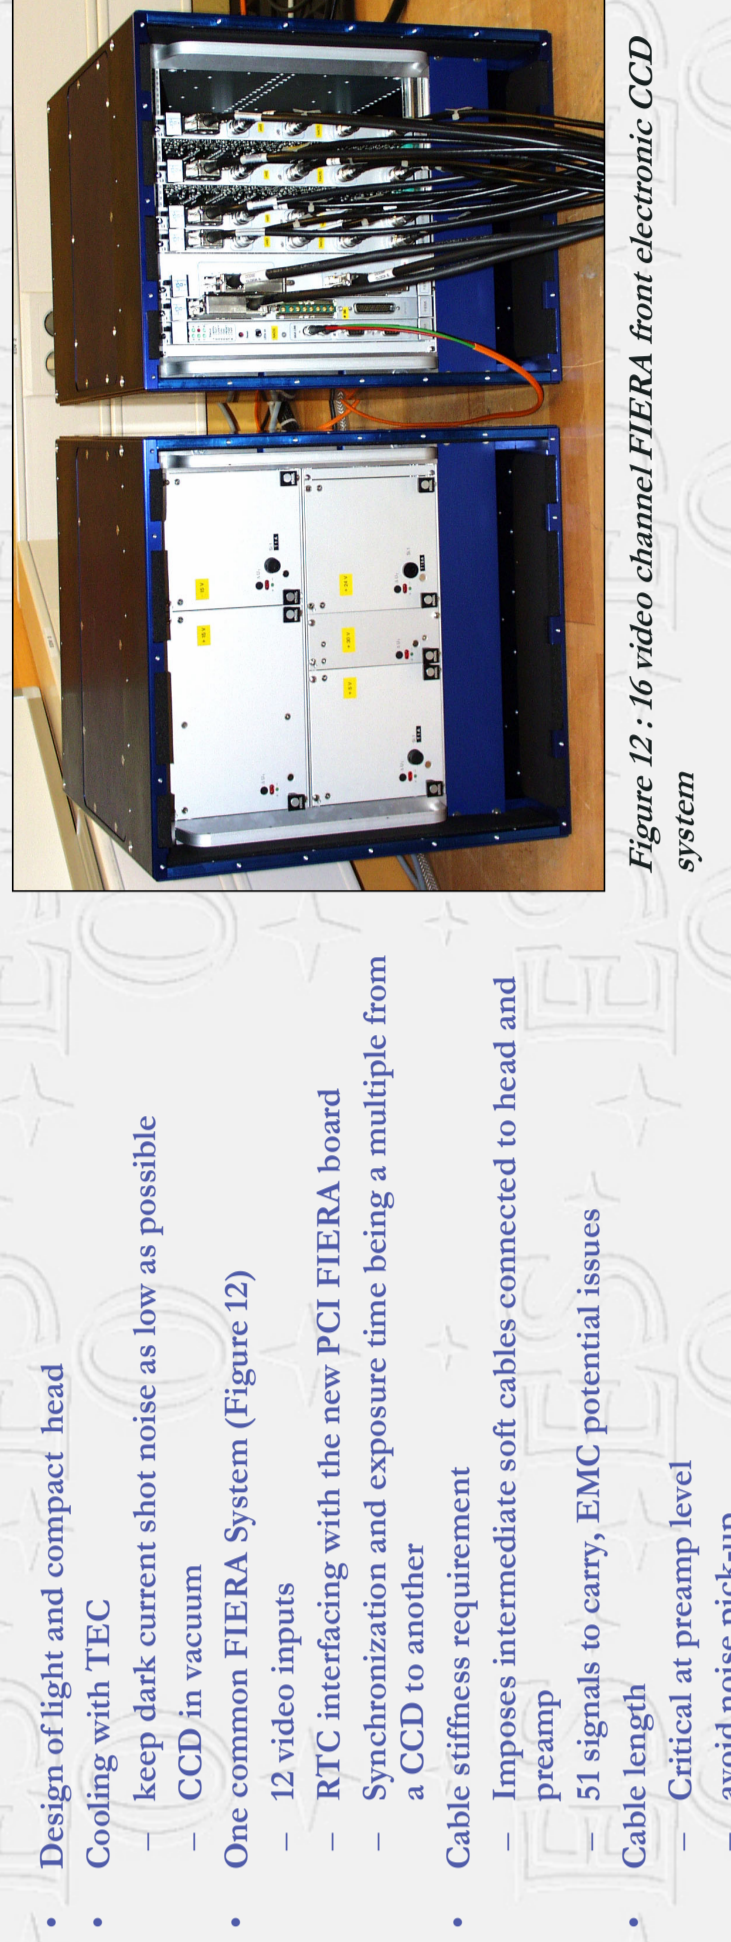 • Design of light and compact head
• Cooling with TEC
– keep dark current shot noise as low as possible
– CCD in vacuum
• One common FIERA System (Figure 12)
– 12 video inputs
– RTC interfacing with the new PCI FIERA board
– Synchronization and exposure time being a multiple from
a CCD to another
• Cable stiffness requirement
– Imposes intermediate soft cables connected to head and
preamp
– 51 signals to carry, EMC potential issues
• Cable length
– Critical at preamp level
– avoid noise pick-up
Figure 12 : 16 video channel FIERA front electronic CCD
system